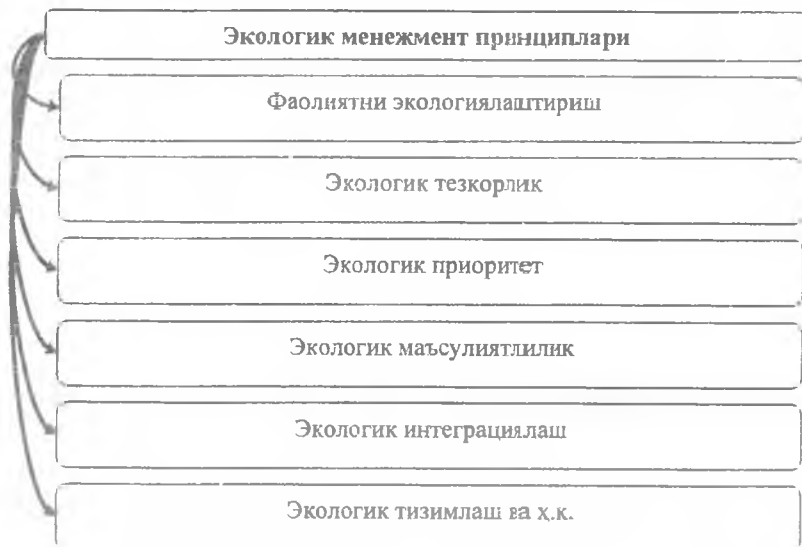 Экологик менежмент принциплари
Фаолиятни экологиялаштириш
Экологик тезкорлик
Экологик приоритет
Экологик маъсулиятлилик
Экологик интеграциялаш
Экологик тизимлаш ва ҳ.к.